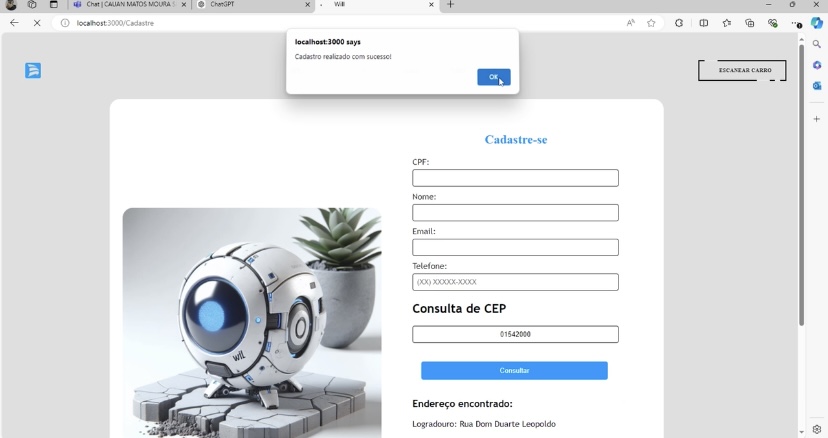 Chat | CAUAN MATOS MOURA S
ChatGPT
Will
localhost:3000/Cadastre
localhost:3000 says
Cadastro realizado com sucesso!
OK
ESCANEAR CARRO
Cadastre-se
CPF:
Nome:
Email:
Telefone:
(XX) XXXXX-XXXX
Consulta de CEP
01542000
Consultar
Endereço encontrado:
Logradouro: Rua Dom Duarte Leopoldo
will